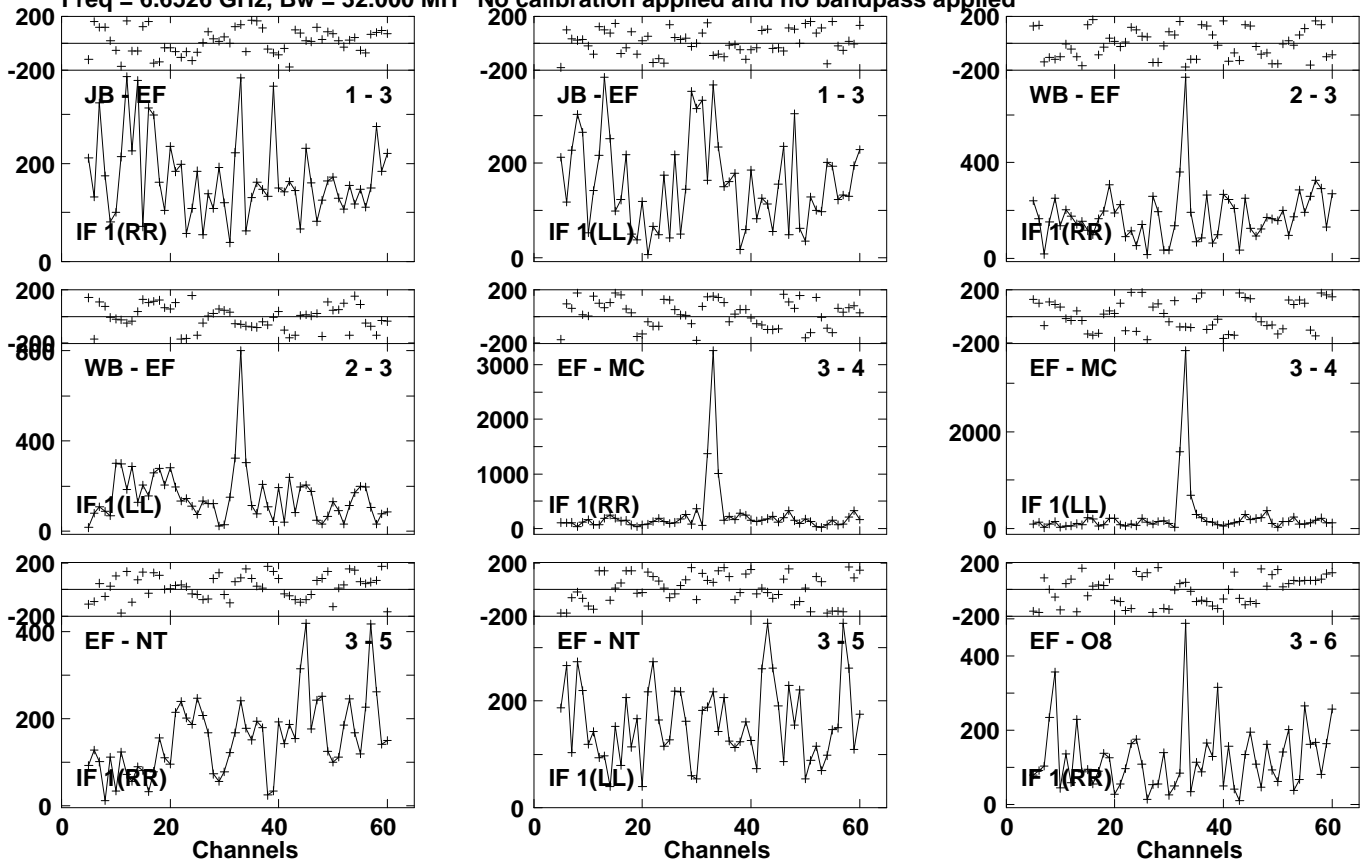 Freq = 6.6526 GHz, Bw = 32.000 MH No calibration applied and no bandpass applied
200
-200
JB - EF 1 - 3
200
IF 1(RR)
0
JB - EF 1 - 3
200
IF 1(LL)
0
200
-200
WB - EF 2 - 3
400
IF 1(RR)
0
200
-200
800
WB - EF 2 - 3
400
IF 1(LL)
0
200
-200
3000
EF - MC 3 - 4
2000
1000
IF 1(RR)
0
200
-200
EF - MC 3 - 4
2000
IF 1(LL)
0
200
-200
400
EF - NT 3 - 5
200
IF 1(RR)
0
0 20 40 60
Channels
200
-200
EF - NT 3 - 5
200
IF 1(LL)
0
0 20 40 60
Channels
200
-200
EF - O8 3 - 6
400
200
IF 1(RR)
0
0 20 40 60
Channels